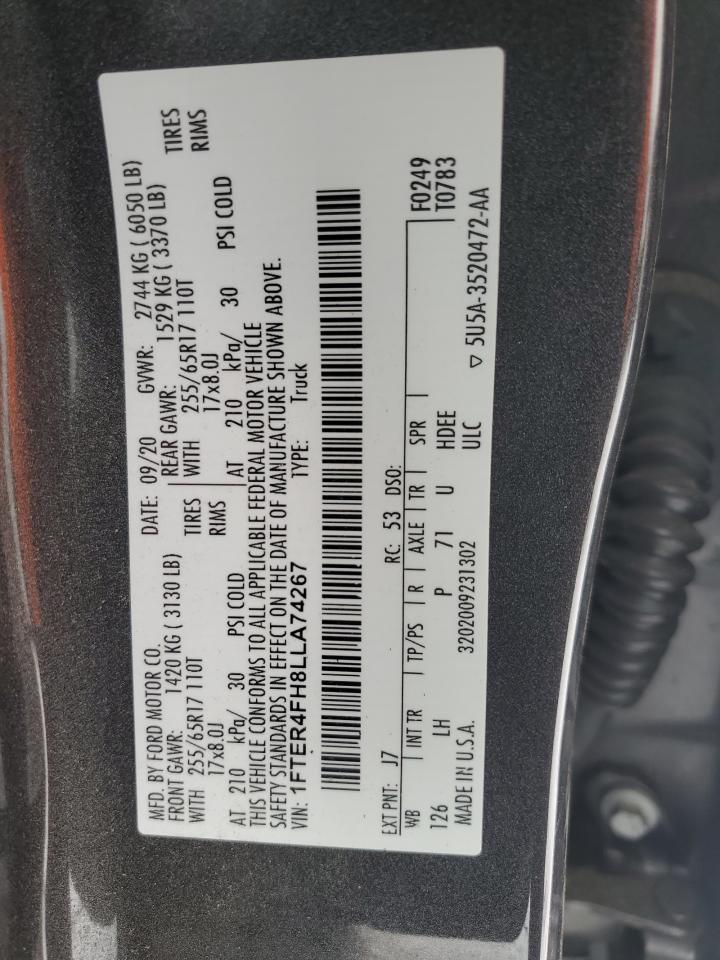 MFD. BY FORD MOTOR CO. DATE: 09/20 GVWR: 2744 KG ( 6050 LB)
FRONT GAWR: 1420 KG ( 3130 LB) REAR GAWR: 1529 KG ( 3370 LB)
WITH 255/65R17 110T TIRES WITH 255/65R17 110T TIRES
17x8.0J RIMS 17x8.0J RIMS
AT 210 kPa/ 30 PSI COLD AT 210 kPa/ 30 PSI COLD
THIS VEHICLE CONFORMS TO ALL APPLICABLE FEDERAL MOTOR VEHICLE
SAFETY STANDARDS IN EFFECT ON THE DATE OF MANUFACTURE SHOWN ABOVE.
VIN: 1FTER4FH8LLA74267 TYPE: Truck
EXT PNT: J7 RC: 53 DSO: F0249
WB INT TR TP/PS R AXLE TR SPR T0783
126 LH P 71 U HDEE
ULC
MADE IN U.S.A. 3202009231302 ▽ 5U5A-3520472-AA